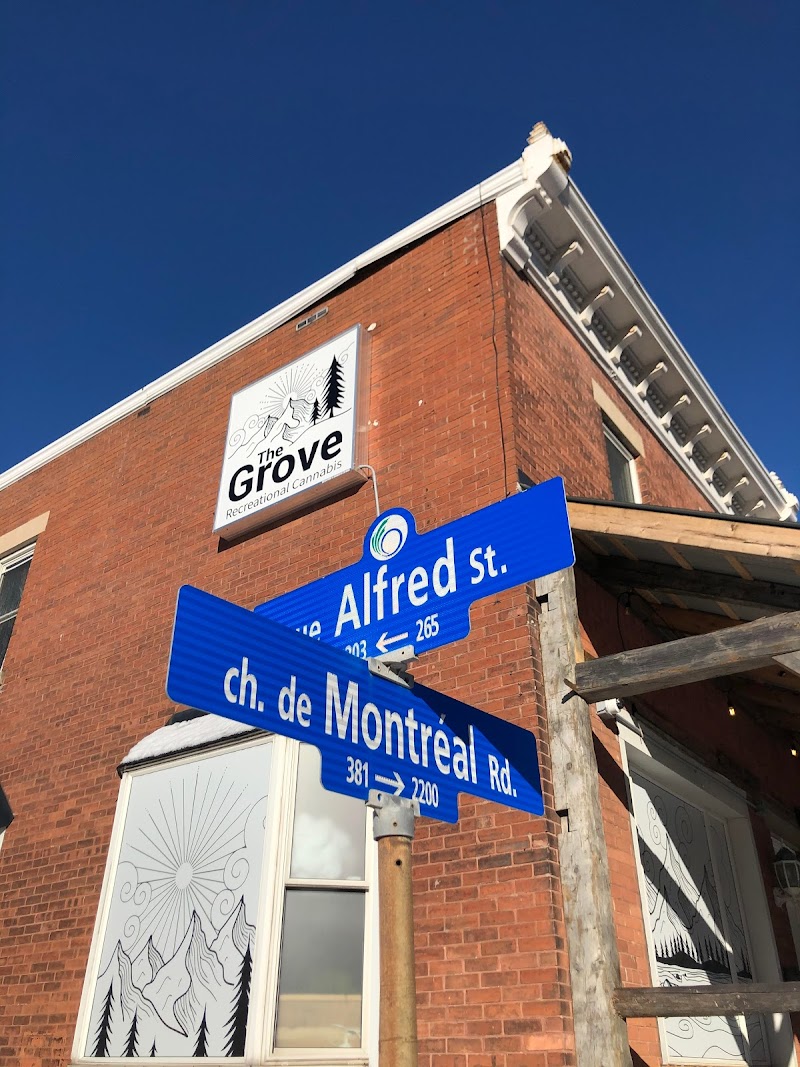 The
Grove
Recreational Cannabis
Alfred St.
← 265
ch. de Montréal Rd.
381 → 2200